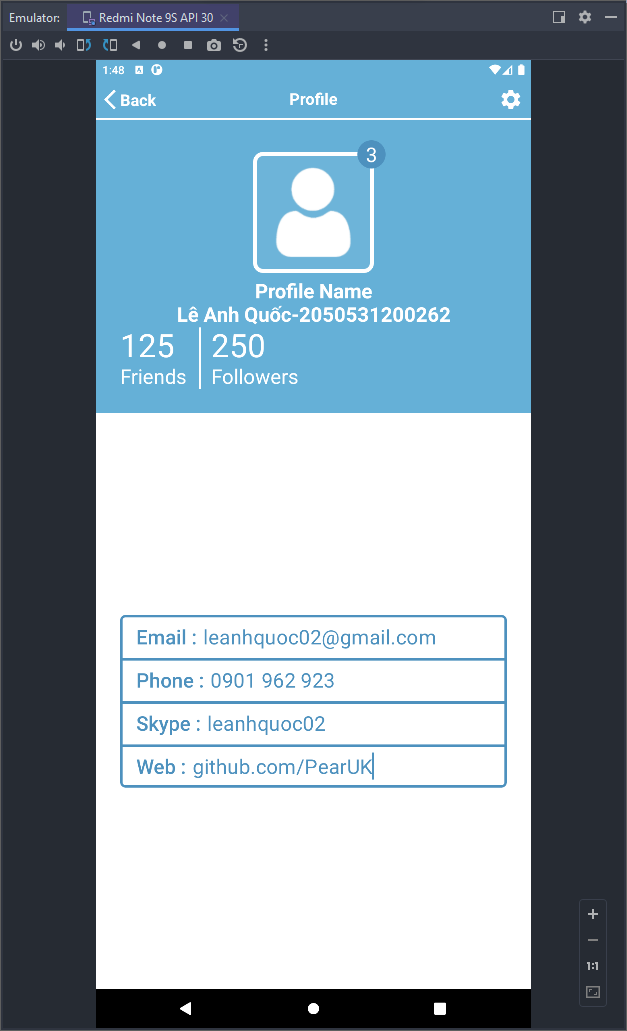 Emulator: Redmi Note 9S API 30
1:48
Back Profile
3
Profile Name
Lê Anh Quốc-2050531200262
125 250
Friends Followers
Email : leanhquoc02@gmail.com
Phone : 0901 962 923
Skype : leanhquoc02
Web : github.com/PearUK
1:1